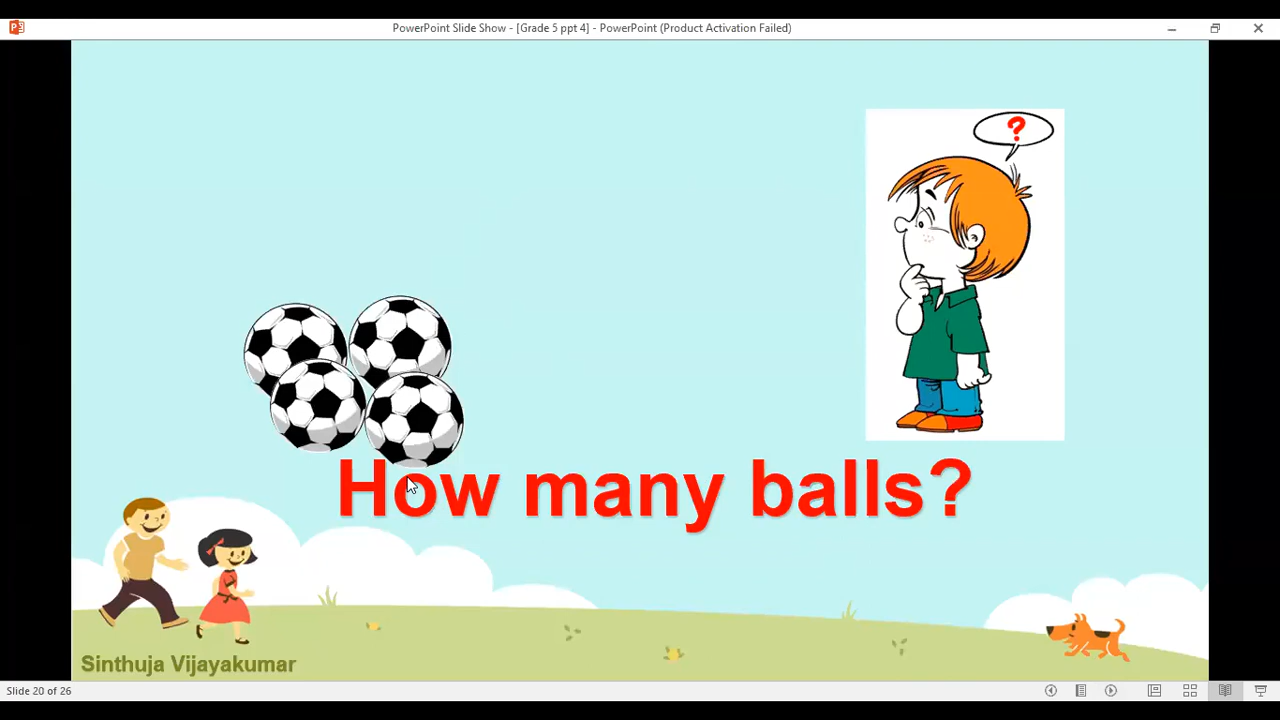 PowerPoint Slide Show - [Grade 5 ppt 4] - PowerPoint (Product Activation Failed)
?
How many balls?
Sinthuja Vijayakumar
Slide 20 of 26